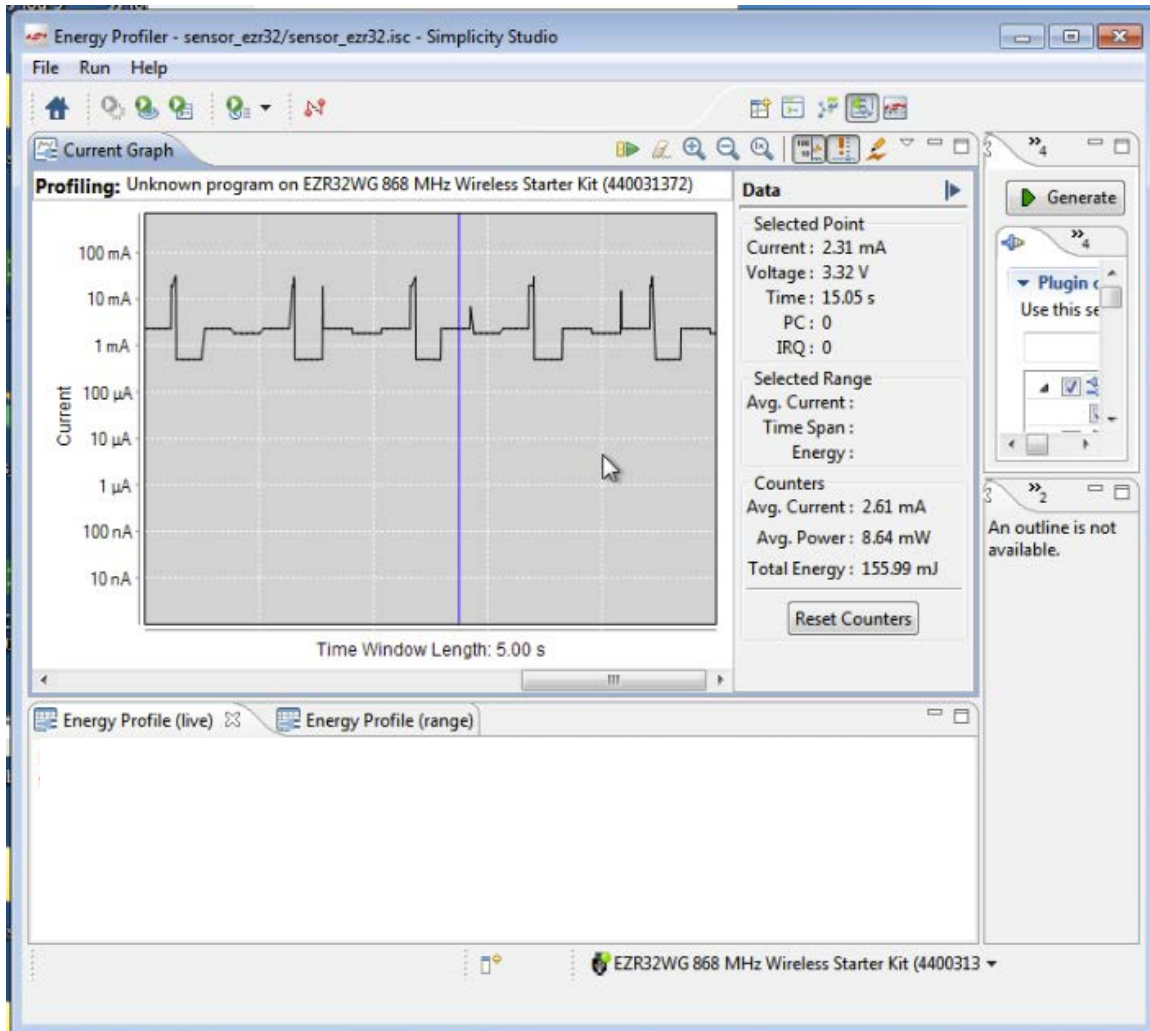 Energy Profiler - sensor_ezr32/sensor_ezr32.isc - Simplicity Studio
File Run Help
Current Graph
Profiling: Unknown program on EZR32WG 868 MHz Wireless Starter Kit (440031372)
100 mA
10 mA
1 mA
100 µA
10 µA
1 µA
100 nA
10 nA
Current
Time Window Length: 5.00 s
Data
Selected Point
Current : 2.31 mA
Voltage : 3.32 V
Time : 15.05 s
PC : 0
IRQ : 0
Selected Range
Avg. Current :
Time Span :
Energy :
Counters
Avg. Current : 2.61 mA
Avg. Power : 8.64 mW
Total Energy : 155.99 mJ
Reset Counters
»4
Generate
»4
Plugin
Use this se
»2
An outline is not
available.
Energy Profile (live)
Energy Profile (range)
EZR32WG 868 MHz Wireless Starter Kit (4400313